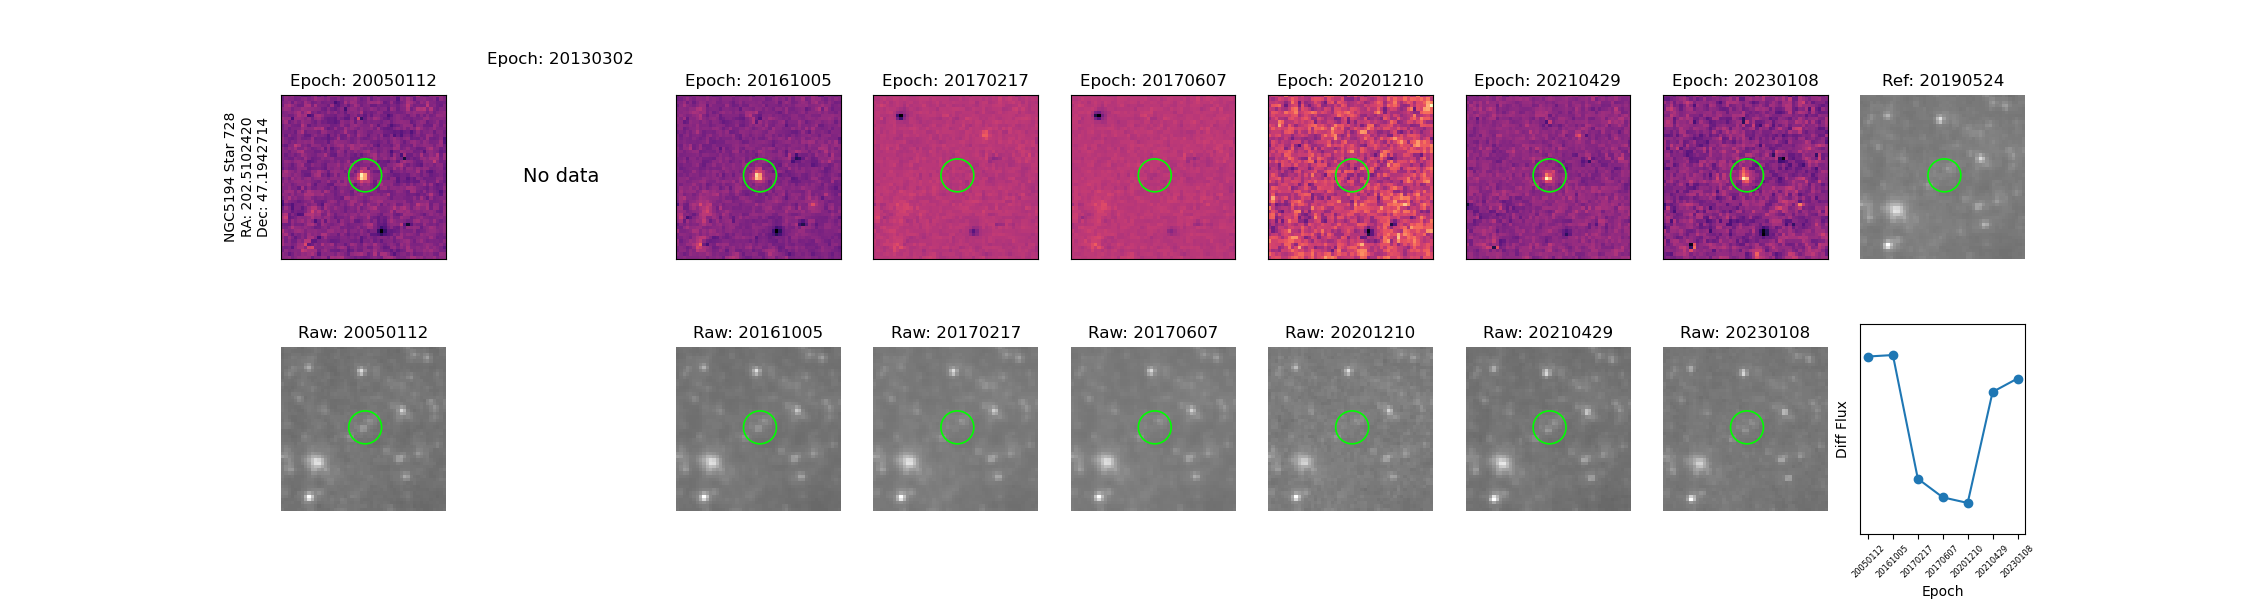 Epoch: 20050112
Epoch: 20130302
Epoch: 20161005
Epoch: 20170217
Epoch: 20170607
Epoch: 20201210
Epoch: 20210429
Epoch: 20230108
Ref: 20190524
NGC5194 Star 728
RA: 202.5102420
Dec: 47.1942714
No data
Raw: 20050112
Raw: 20161005
Raw: 20170217
Raw: 20170607
Raw: 20201210
Raw: 20210429
Raw: 20230108
Diff Flux
20050112
20161005
20170217
20170607
20201210
20210429
20230108
Epoch